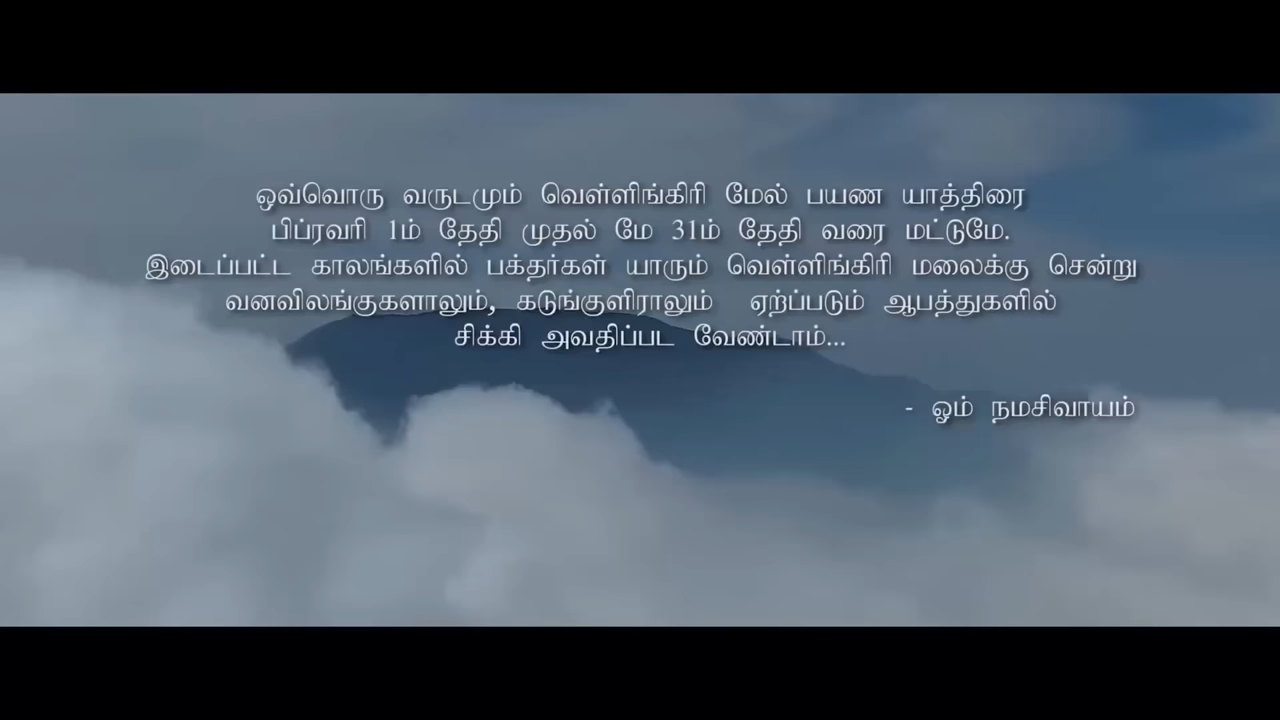 ஒவ்வொரு வருடமும் வெள்ளிங்கிரி மேல் பயண யாத்திரை
பிப்ரவரி 1ம் தேதி முதல் மே 31ம் தேதி வரை மட்டுமே.
இடைப்பட்ட காலங்களில் பக்தர்கள் யாரும் வெள்ளிங்கிரி மலைக்கு சென்று
வனவிலங்குகளாலும், கடுங்குளிராலும் ஏற்ப்படும் ஆபத்துகளில்
சிக்கி அவதிப்பட வேண்டாம்...
- ஓம் நமசிவாயம்